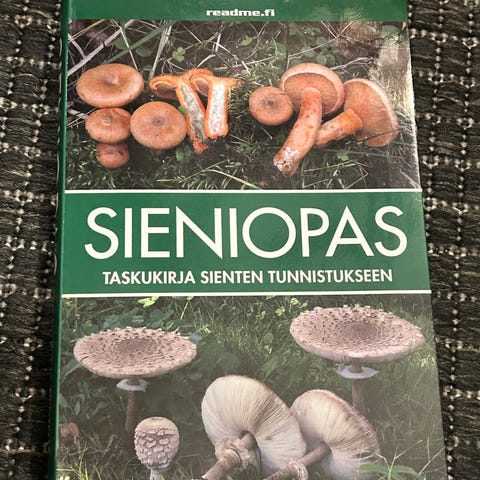 readme.fi
SIENIOPAS
TASKUKIRJA SIENTEN TUNNISTUKSEEN